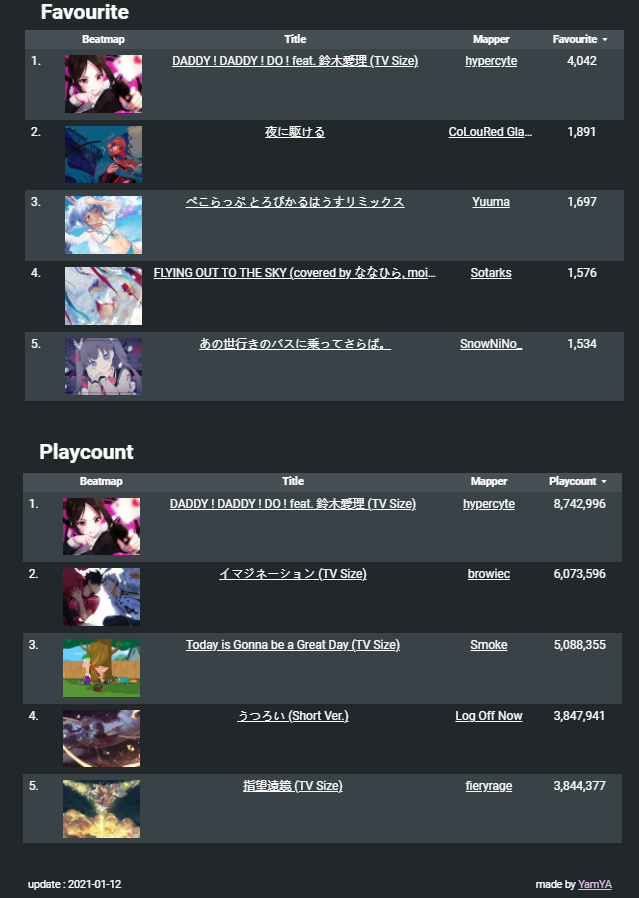 Favourite
Beatmap Title Mapper Favourite
1. DADDY ! DADDY ! DO ! feat. 鈴木愛理 (TV Size) hypercyte 4,042
2. 夜に駆ける CoLouRed Gla... 1,891
3. ぺこらっぷ とろぴかるはうすリミックス Yuuma 1,697
4. FLYING OUT TO THE SKY (covered by ななひら, moi... Sotarks 1,576
5. あの世行きのバスに乗ってさらば。 SnowNiNo_ 1,534
Playcount
Beatmap Title Mapper Playcount
1. DADDY ! DADDY ! DO ! feat. 鈴木愛理 (TV Size) hypercyte 8,742,996
2. イマジネーション (TV Size) browiec 6,073,596
3. Today is Gonna be a Great Day (TV Size) Smoke 5,088,355
4. うつろい (Short Ver.) Log Off Now 3,847,941
5. 指望遠鏡 (TV Size) fieryrage 3,844,377
update : 2021-01-12 made by YamYA